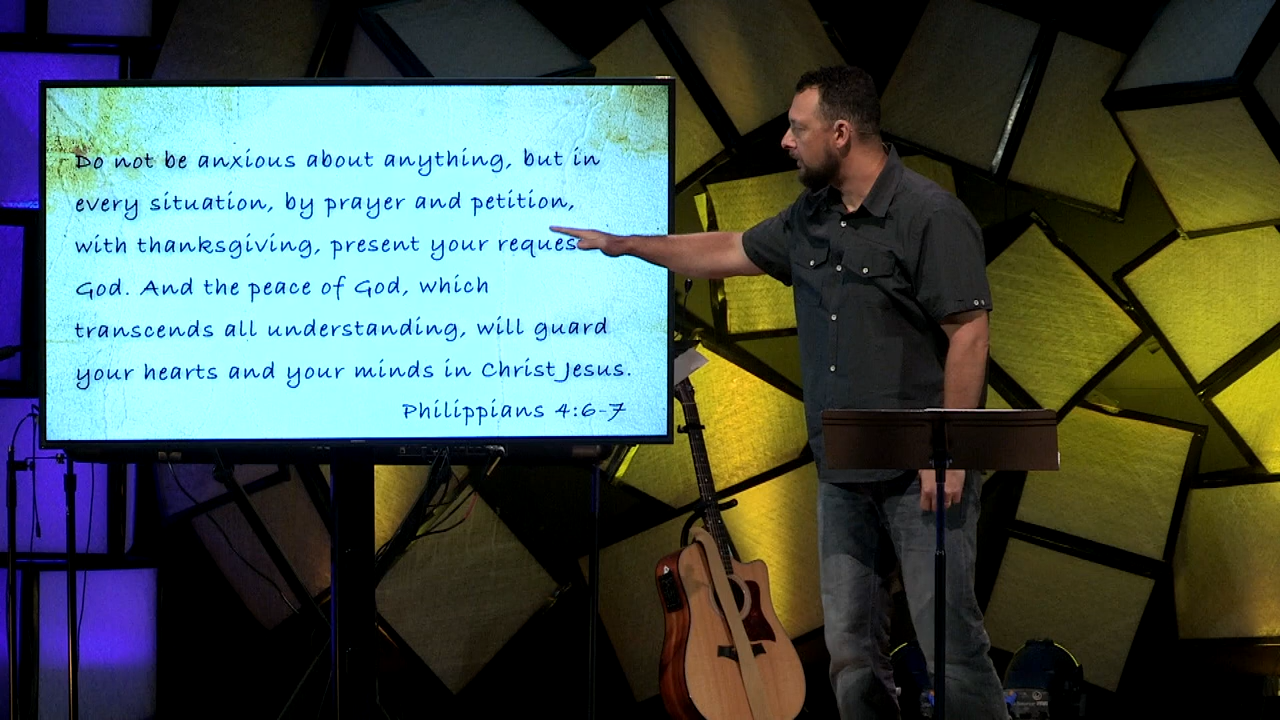 Do not be anxious about anything, but in
every situation, by prayer and petition,
with thanksgiving, present your
God. And the peace of God, which
transcends all understanding, will guard
your hearts and your minds in Christ Jesus.
Philippians 4:6-7